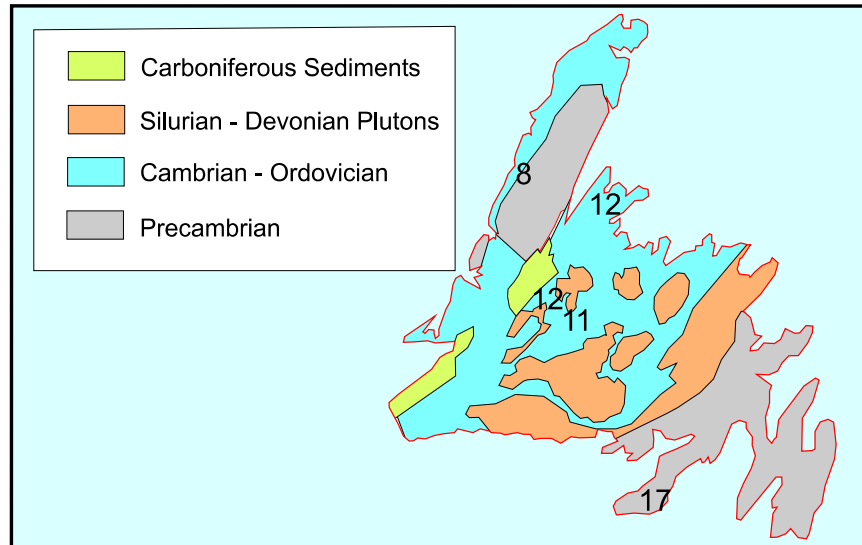 Carboniferous Sediments
Silurian - Devonian Plutons
Cambrian - Ordovician
Precambrian
8
12
12
11
17